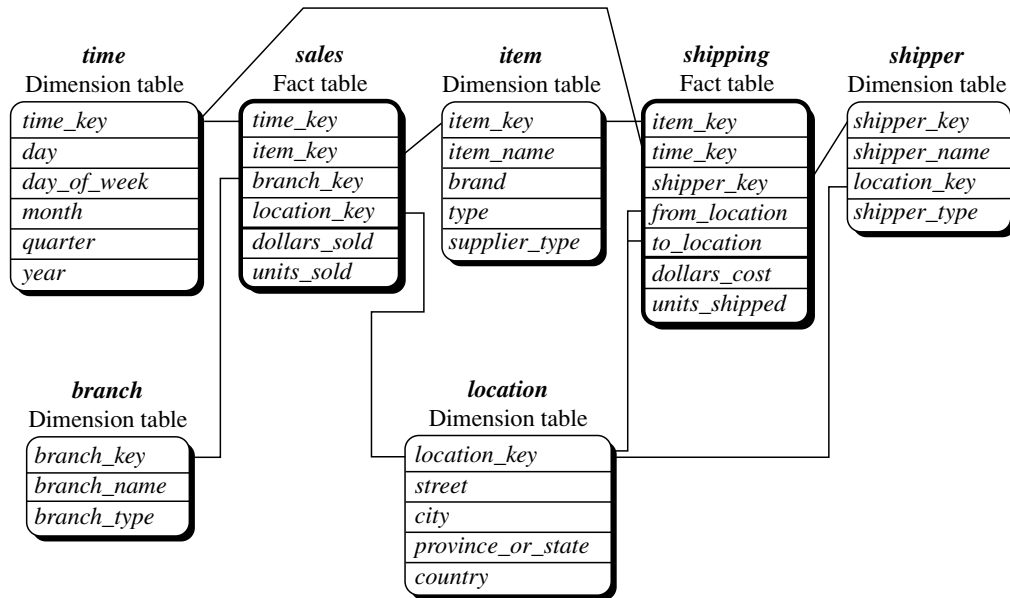 time
Dimension table
time_key
day
day_of_week
month
quarter
year
sales
Fact table
time_key
item_key
branch_key
location_key
dollars_sold
units_sold
item
Dimension table
item_key
item_name
brand
type
supplier_type
shipping
Fact table
item_key
time_key
shipper_key
from_location
to_location
dollars_cost
units_shipped
shipper
Dimension table
shipper_key
shipper_name
location_key
shipper_type
branch
Dimension table
branch_key
branch_name
branch_type
location
Dimension table
location_key
street
city
province_or_state
country